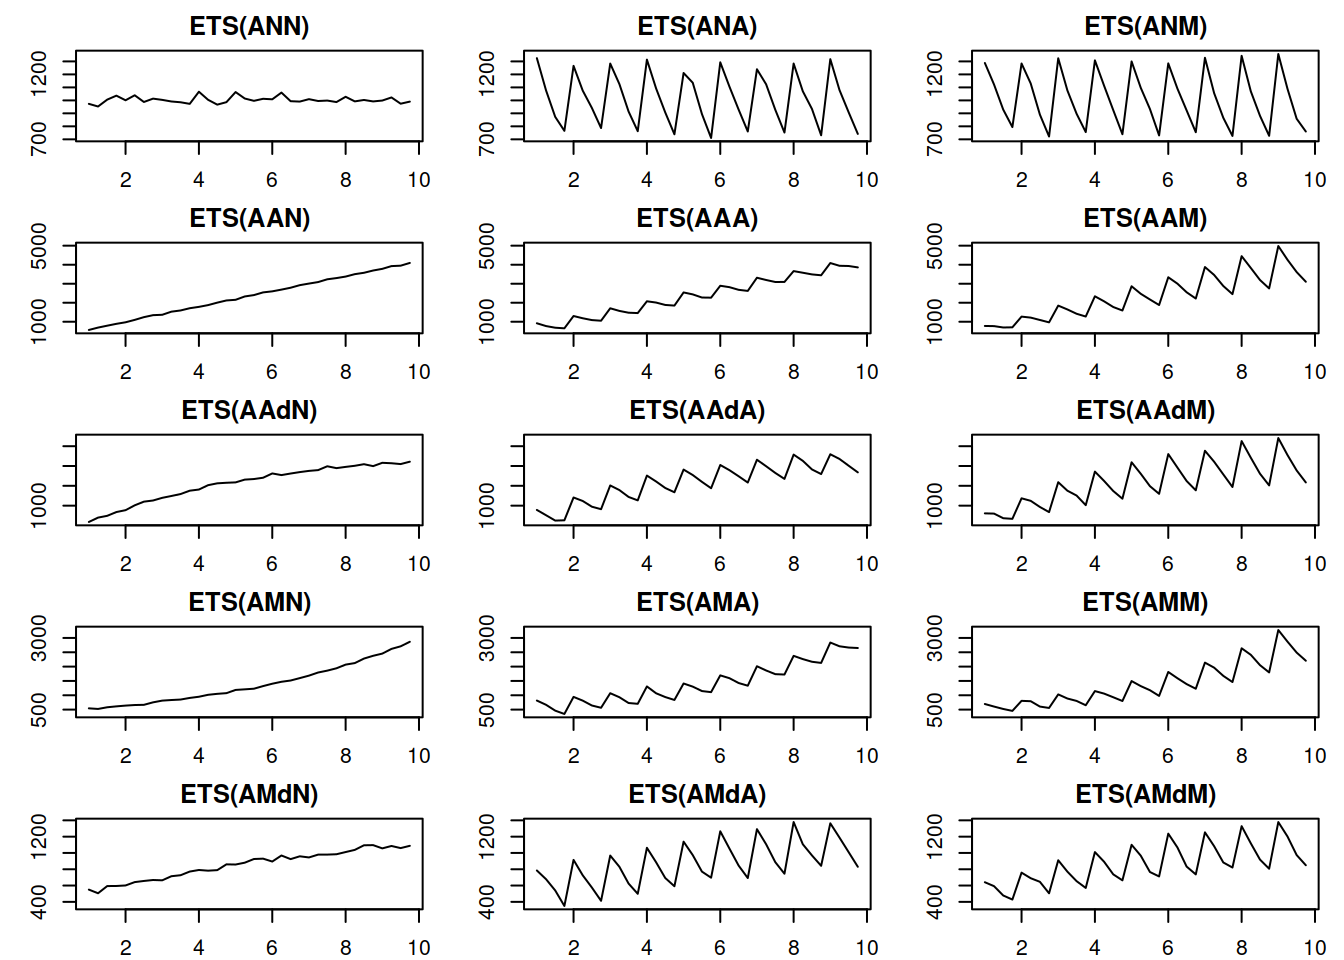 ETS(ANN) ETS(ANA) ETS(ANM)
1200 1200 1200
700 700 700
2 4 6 8 10 2 4 6 8 10 2 4 6 8 10
ETS(AAN) ETS(AAA) ETS(AAM)
5000 5000 5000
1000 1000 1000
2 4 6 8 10 2 4 6 8 10 2 4 6 8 10
ETS(AAdN) ETS(AAdA) ETS(AAdM)
1000 1000 1000
2 4 6 8 10 2 4 6 8 10 2 4 6 8 10
ETS(AMN) ETS(AMA) ETS(AMM)
3000 3000 3000
500 500 500
2 4 6 8 10 2 4 6 8 10 2 4 6 8 10
ETS(AMdN) ETS(AMdA) ETS(AMdM)
1200 1200 1200
400 400 400
2 4 6 8 10 2 4 6 8 10 2 4 6 8 10